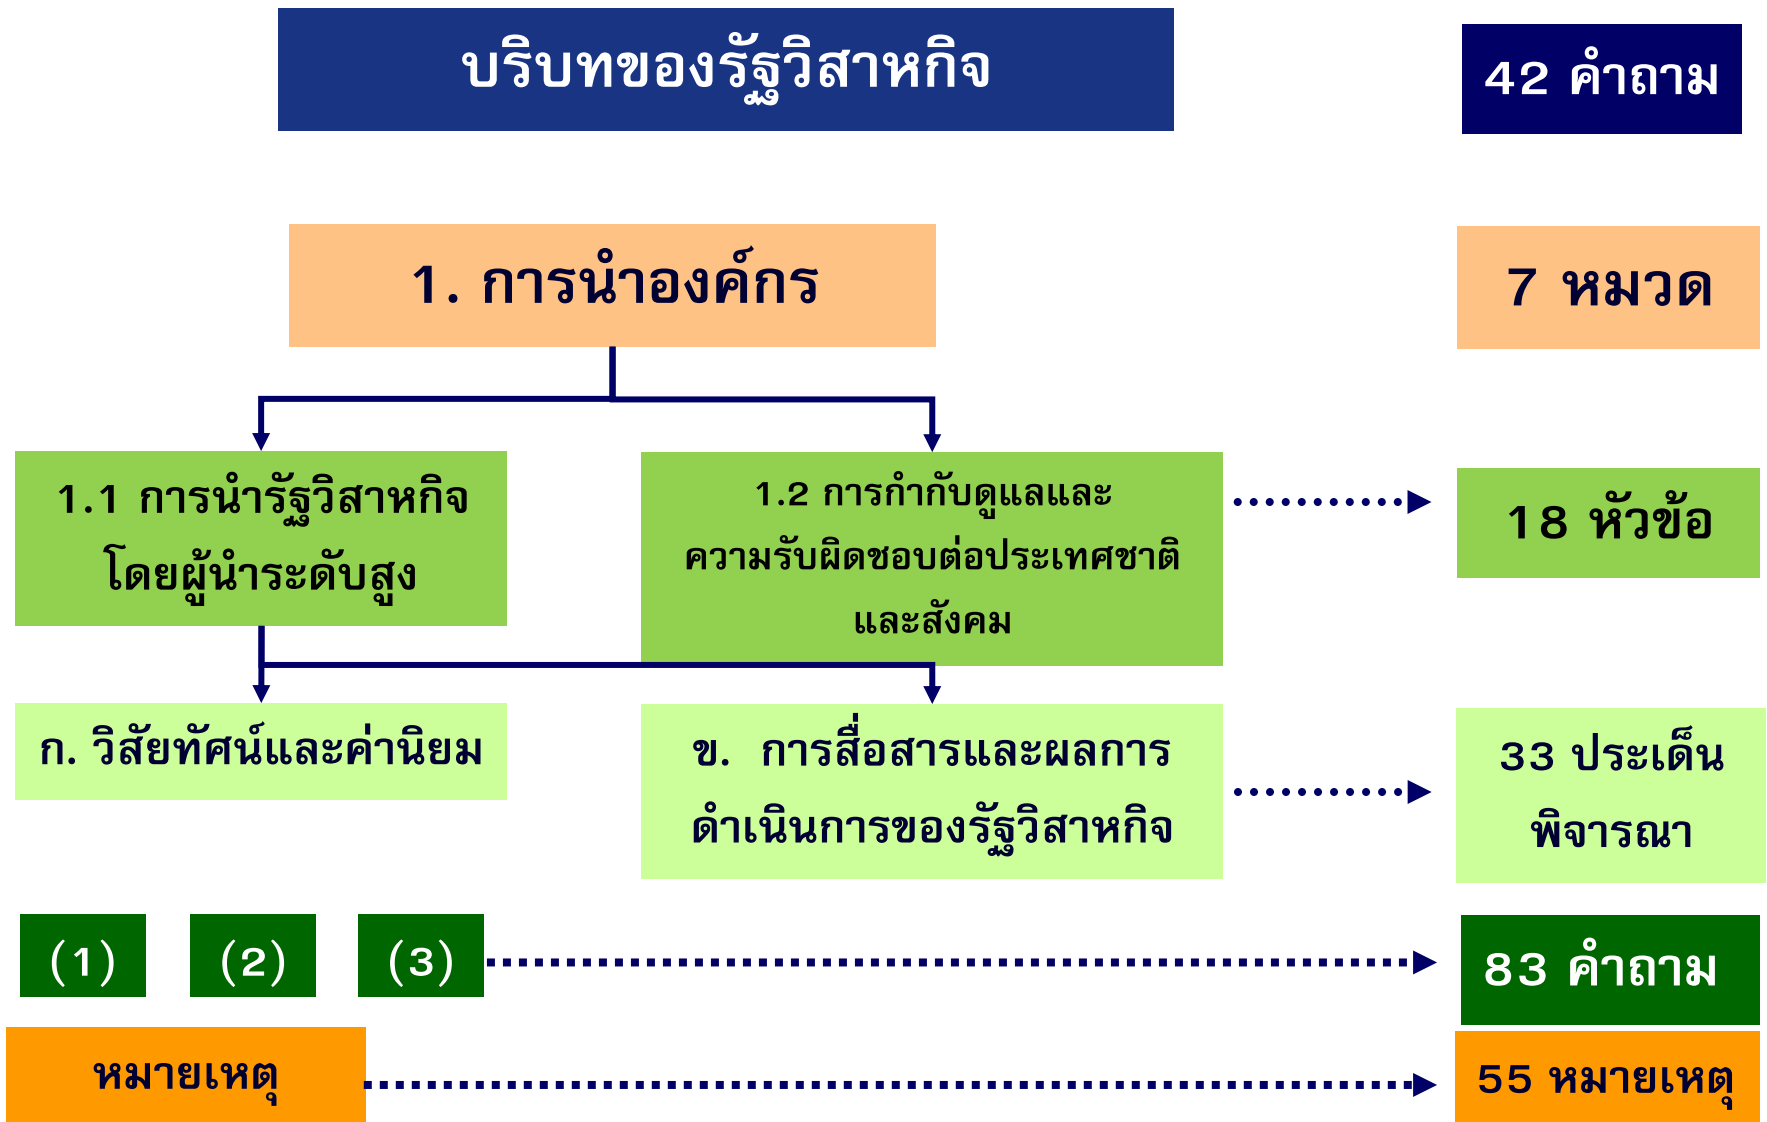 บริบทของรัฐวิสาหกิจ
42 คำถาม
1. การนำองค์กร
7 หมวด
1.1 การนำรัฐวิสาหกิจ
โดยผู้นำระดับสูง
1.2 การกำกับดูแลและ
ความรับผิดชอบต่อประเทศชาติ
และสังคม
18 หัวข้อ
ก. วิสัยทัศน์และค่านิยม
ข. การสื่อสารและผลการ
ดำเนินการของรัฐวิสาหกิจ
33 ประเด็น
พิจารณา
(1)
(2)
(3)
83 คำถาม
หมายเหตุ
55 หมายเหตุ